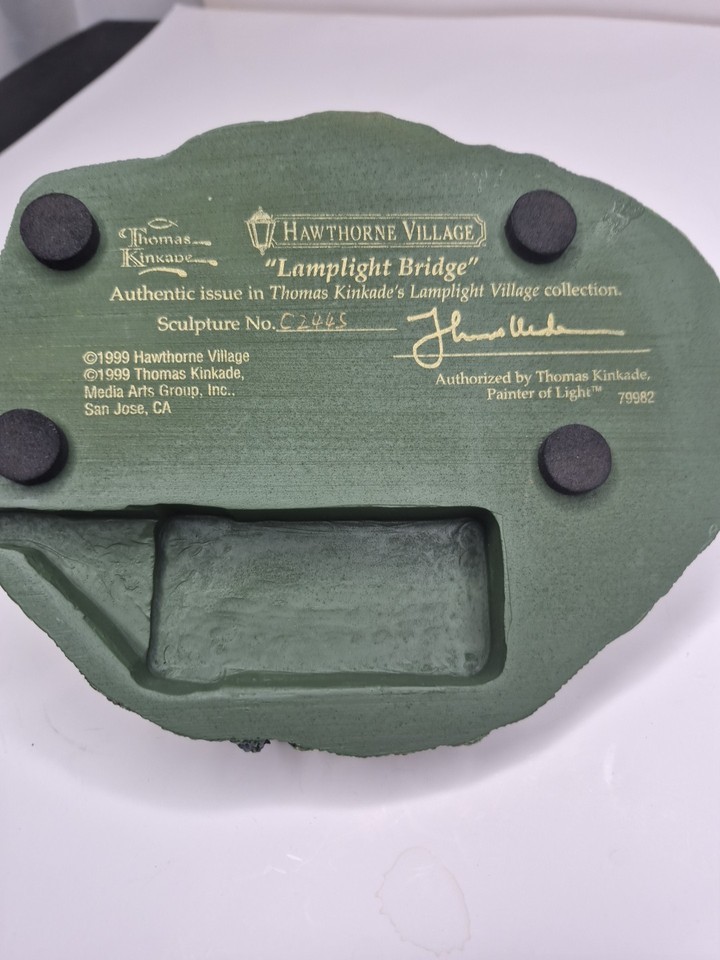 Thomas
Kinkade
HAWTHORNE VILLAGE
"Lamplight Bridge"
Authentic issue in Thomas Kinkade's Lamplight Village collection.
Sculpture No. C2445
©1999 Hawthorne Village
©1999 Thomas Kinkade,
Media Arts Group, Inc.,
San Jose, CA
Authorized by Thomas Kinkade,
Painter of Light™ 79982